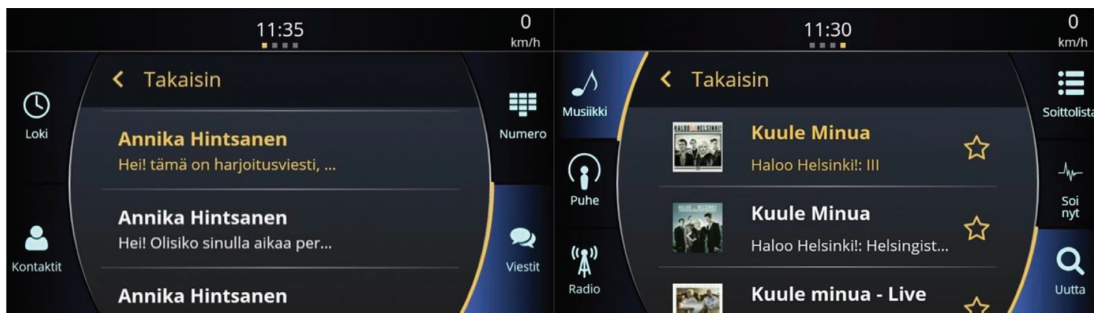 11:35
0
km/h
Takaisin
Loki
Numero
Annika Hintsanen
Hei! tämä on harjoitusviesti, ...
Annika Hintsanen
Hei! Olisiko sinulla aikaa per...
Kontaktit
Viestit
Annika Hintsanen
11:30
0
km/h
Takaisin
Musiikki
Soittolista
Kuule Minua
Haloo Helsinki!: III
Puhe
Soi
nyt
Kuule Minua
Haloo Helsinki!: Helsingist...
Radio
Uutta
Kuule minua - Live